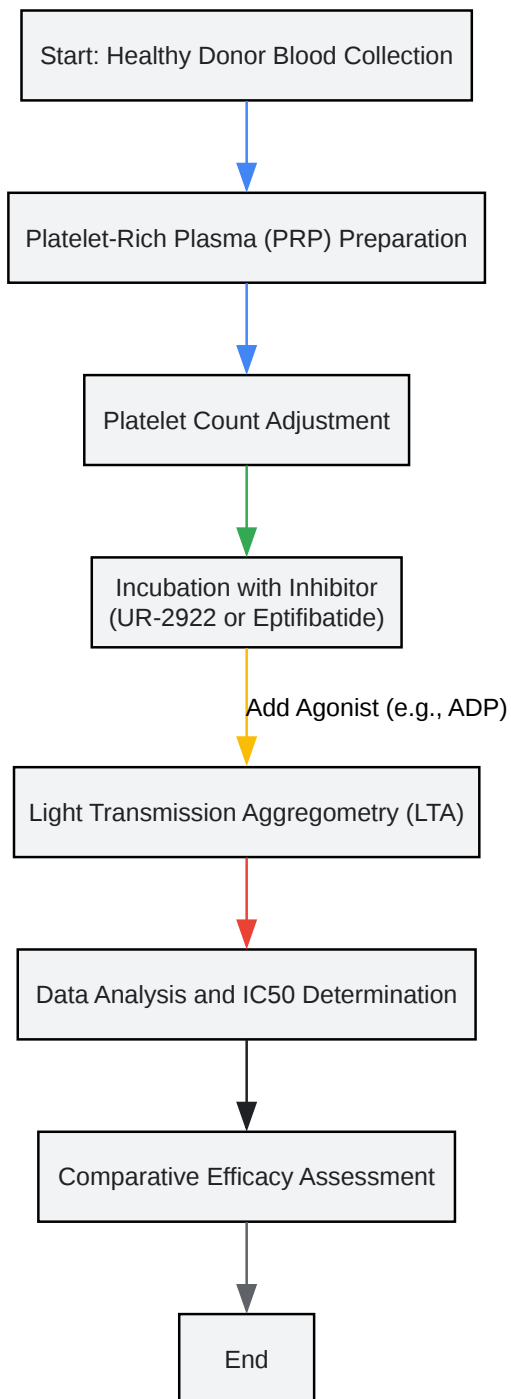 Start: Healthy Donor Blood Collection
Platelet-Rich Plasma (PRP) Preparation
Platelet Count Adjustment
Incubation with Inhibitor
(UR-2922 or Eptifibatide)
Add Agonist (e.g., ADP)
Light Transmission Aggregometry (LTA)
Data Analysis and IC50 Determination
Comparative Efficacy Assessment
End